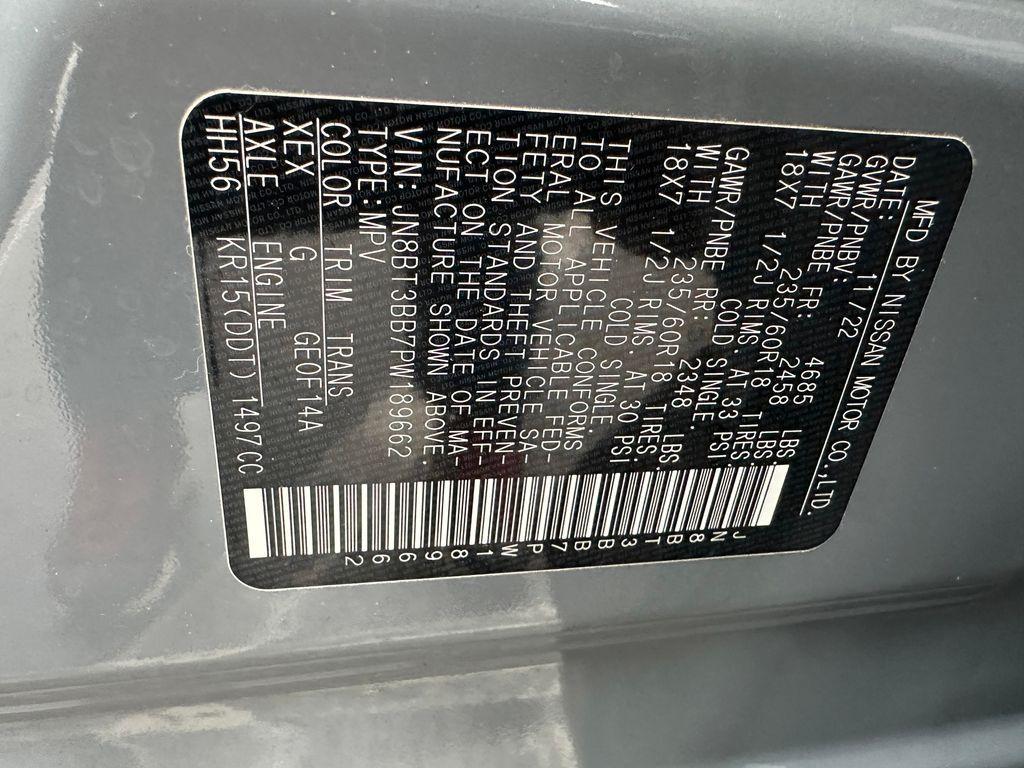 MFD BY NISSAN MOTOR CO.,LTD.
DATE: 11/22
GVWR/PNBV: 4685 LBS
GAWR/PNBE FR: 2458 LBS.
WITH 235/60R18 TIRES.
18X7 1/2J RIMS. AT 33 PSI
COLD. SINGLE.
GAWR/PNBE RR: 2348 LBS.
WITH 235/60R18 TIRES.
18X7 1/2J RIMS. AT 30 PSI
COLD. SINGLE.
THIS VEHICLE CONFORMS
TO ALL APPLICABLE FED-
ERAL MOTOR VEHICLE SA-
FETY AND THEFT PREVEN-
TION STANDARDS IN EFF-
ECT ON THE DATE OF MA-
NUFACTURE SHOWN ABOVE.
VIN: JN8BT3BB7PW189662
TYPE:MPV
COLOR TRIM TRANS
XEX G GE0F14A
AXLE ENGINE
HH56 KR15(DDT)1497CC
JN8BT3BB7PW189662